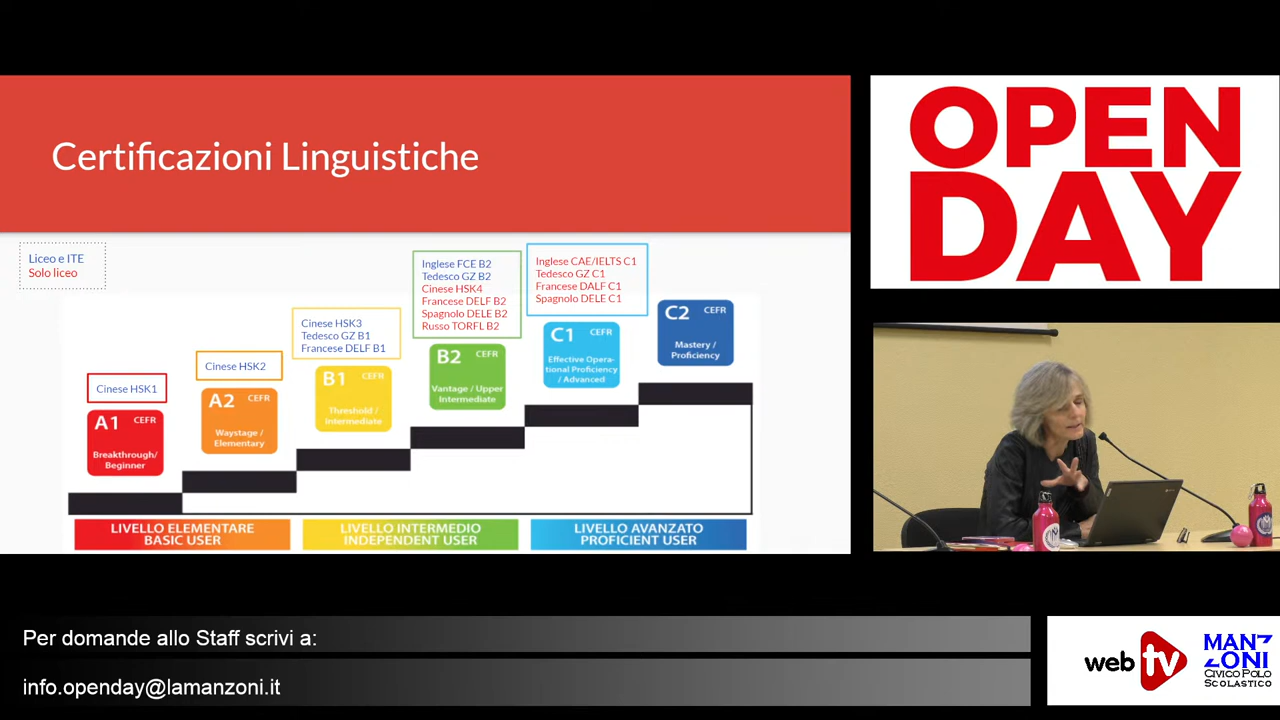 Certificazioni Linguistiche
Liceo e ITE
Solo liceo
Cinese HSK1
A1 CEFR
Breakthrough/
Beginner
Cinese HSK2
A2 CEFR
Waystage /
Elementary
Cinese HSK3
Tedesco GZ B1
Francese DELF B1
B1 CEFR
Threshold /
Intermediate
Inglese FCE B2
Tedesco GZ B2
Cinese HSK4
Francese DELF B2
Spagnolo DELE B2
Russo TORFL B2
B2 CEFR
Vantage / Upper
Intermediate
Inglese CAE/IELTS C1
Tedesco GZ C1
Francese DALF C1
Spagnolo DELE C1
C1 CEFR
Effective Opera-
tional Proficiency
/ Advanced
C2 CEFR
Mastery /
Proficiency
LIVELLO ELEMENTARE
BASIC USER
LIVELLO INTERMEDIO
INDEPENDENT USER
LIVELLO AVANZATO
PROFICIENT USER
OPEN
DAY
Per domande allo Staff scrivi a:
info.openday@lamanzoni.it
web tv
MANZ
ZONI
CIVICO POLO
SCOLASTICO